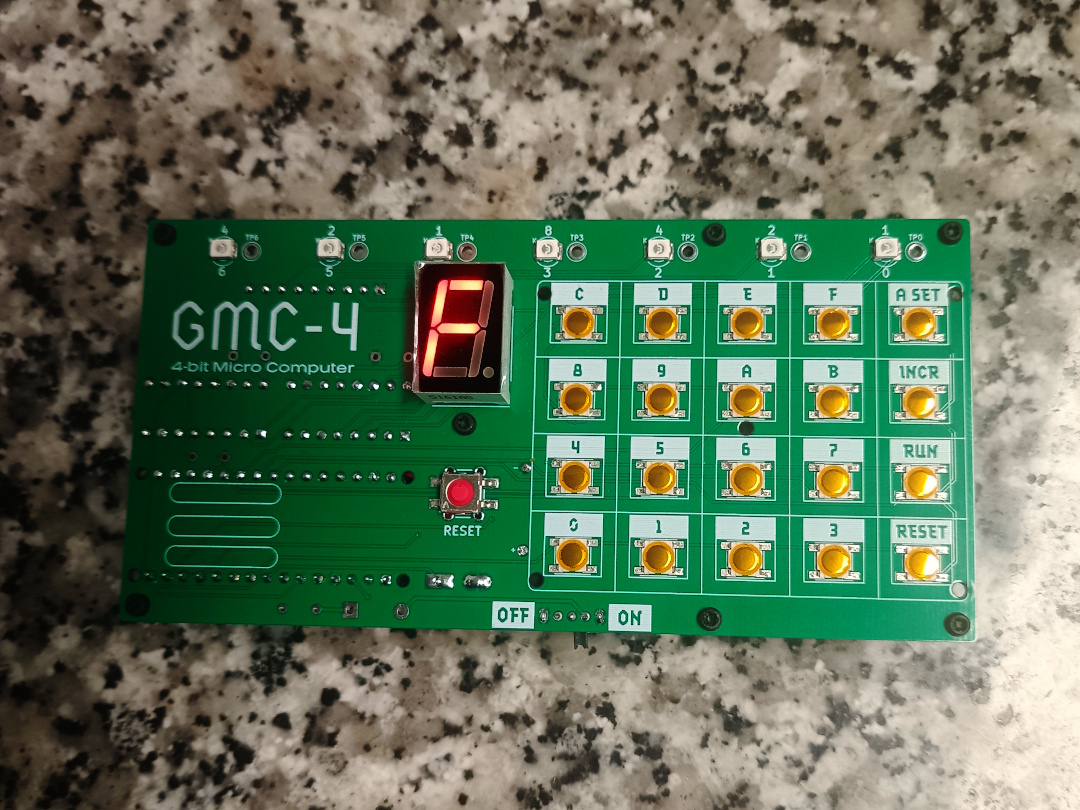 4 2 1 8 4 2 1
TP6 TP5 TP4 TP3 TP2 TP1 TP0
6 5 3 2 1 0
F
GMC-4
4-bit Micro Computer
C D E F A SET
8 9 A B INCR
4 5 6 7 RUN
0 1 2 3 RESET
RESET
- +
OFF ON